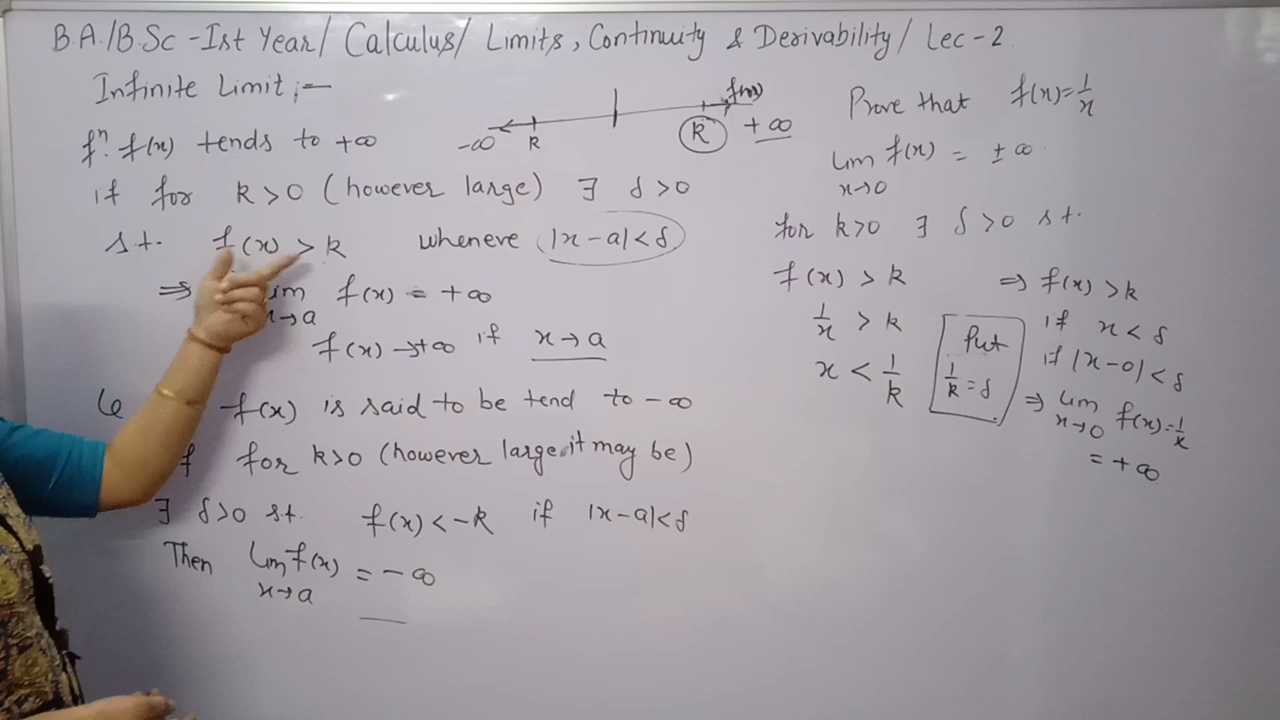 B.A./B.Sc - Ist Year/ Calculus/ Limits, Continuity & Derivability/ Lec-2
Infinite Limit :-
fⁿ. f(x) tends to +∞
if for k>0 (however large) ∃ δ>0
s.t. f(x) > k whenever |x-a|<δ
⇒ f(x) = +∞
x→a
f(x) → +∞ if x→a
f(x) is said to be tend to -∞
for k>0 (however large it may be)
∃ δ>0 st. f(x) < -k if |x-a|<δ
Then lim f(x) = -∞
x→a
-∞ k k +∞ f(x)
Prove that f(x) = 1/x
lim f(x) = ±∞
x→0
for k>0 ∃ δ>0 s.t.
f(x) > k
1/x > k
x < 1/k
Put
1/k = δ
⇒ f(x) > k
if x < δ
if |x-0| < δ
⇒ lim f(x) = 1/x
x→0
= +∞